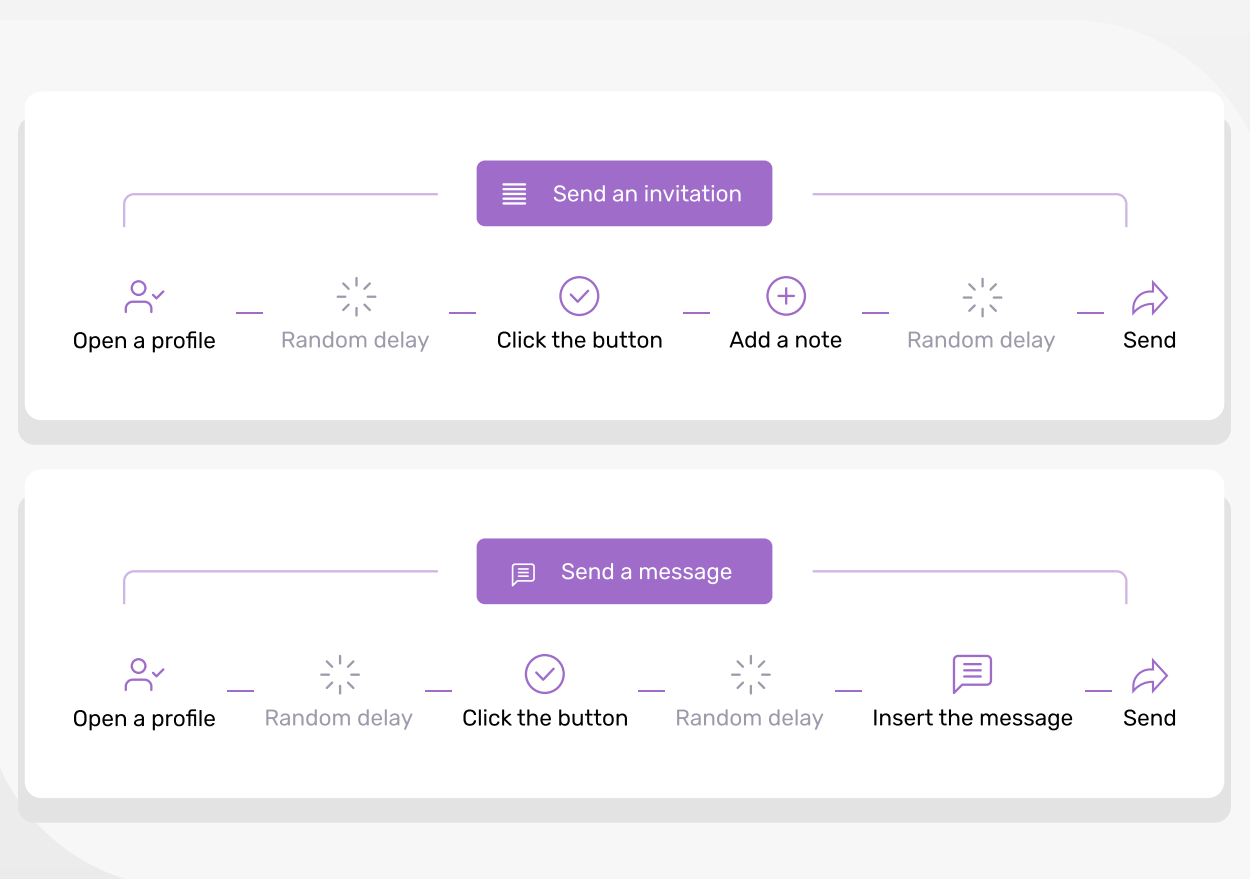 Send an invitation
Open a profile
Random delay
Click the button
Add a note
Random delay
Send
Send a message
Open a profile
Random delay
Click the button
Random delay
Insert the message
Send